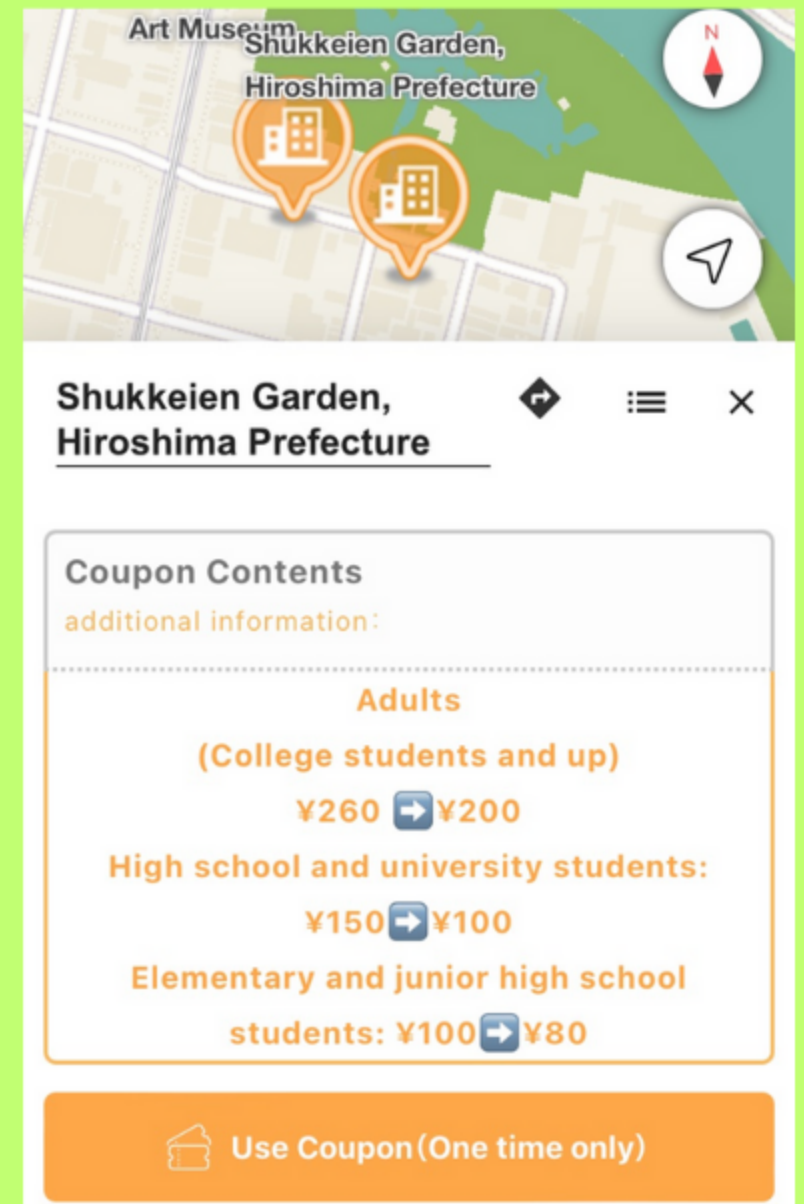 Art Museum
Shukkeien Garden,
Hiroshima Prefecture
N
Shukkeien Garden,
Hiroshima Prefecture
Coupon Contents
additional information:
Adults
(College students and up)
¥260 ➡️¥200
High school and university students:
¥150➡️¥100
Elementary and junior high school
students: ¥100➡️¥80
Use Coupon(One time only)